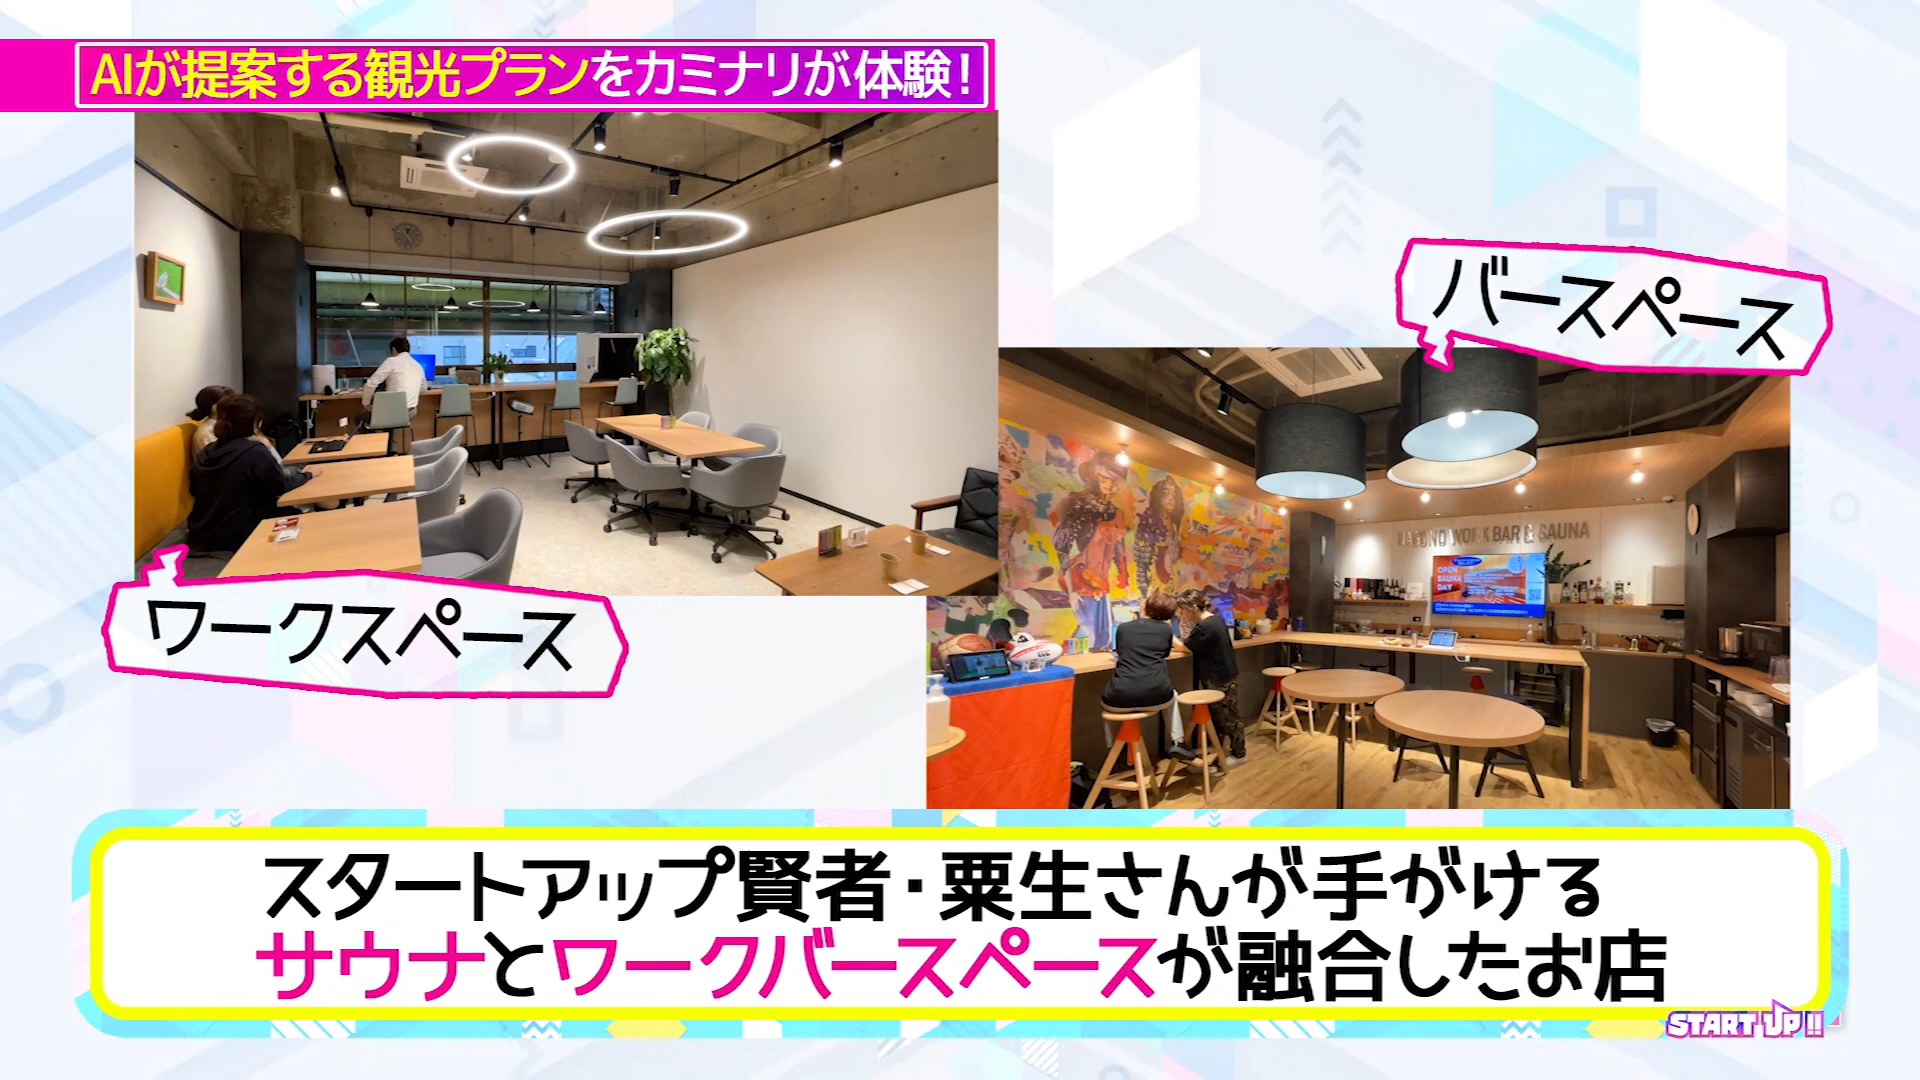 AIが提案する観光プランをカミナリが体験!
バースペース
WORK BAR & SAUNA
OPEN
SAUNA
DAY
ワークスペース
スタートアップ賢者・粟生さんが手がける
サウナとワークバースペースが融合したお店
START UP!!